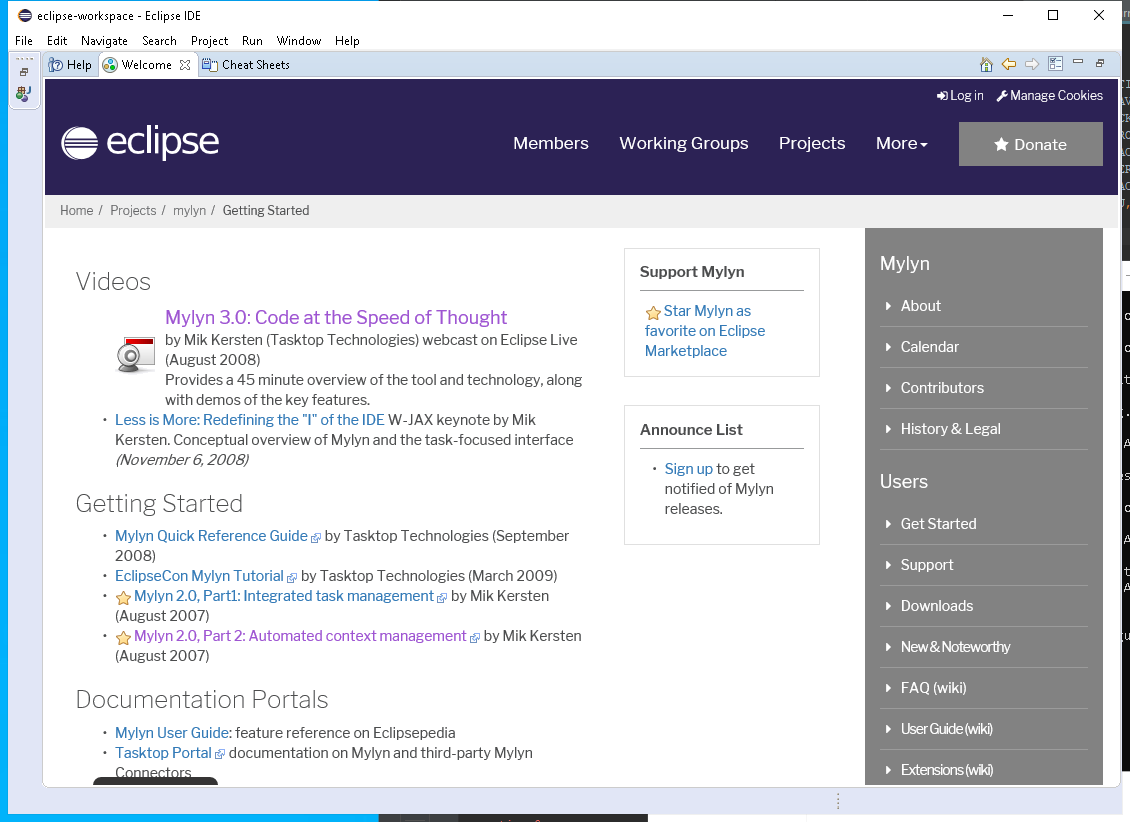 eclipse-workspace - Eclipse IDE
File Edit Navigate Search Project Run Window Help
Help Welcome Cheat Sheets
Log in Manage Cookies
eclipse
Members Working Groups Projects More Donate
Home / Projects / mylyn / Getting Started
Videos
Mylyn 3.0: Code at the Speed of Thought
by Mik Kersten (Tasktop Technologies) webcast on Eclipse Live
(August 2008)
Provides a 45 minute overview of the tool and technology, along
with demos of the key features.
• Less is More: Redefining the "I" of the IDE W-JAX keynote by Mik
Kersten. Conceptual overview of Mylyn and the task-focused interface
(November 6, 2008)
Getting Started
• Mylyn Quick Reference Guide by Tasktop Technologies (September
2008)
• EclipseCon Mylyn Tutorial by Tasktop Technologies (March 2009)
• Mylyn 2.0, Part1: Integrated task management by Mik Kersten
(August 2007)
• Mylyn 2.0, Part 2: Automated context management by Mik Kersten
(August 2007)
Documentation Portals
• Mylyn User Guide: feature reference on Eclipsepedia
• Tasktop Portal documentation on Mylyn and third-party Mylyn
Connectors
Support Mylyn
Star Mylyn as
favorite on Eclipse
Marketplace
Announce List
• Sign up to get
notified of Mylyn
releases.
Mylyn
About
Calendar
Contributors
History & Legal
Users
Get Started
Support
Downloads
New & Noteworthy
FAQ (wiki)
User Guide (wiki)
Extensions (wiki)